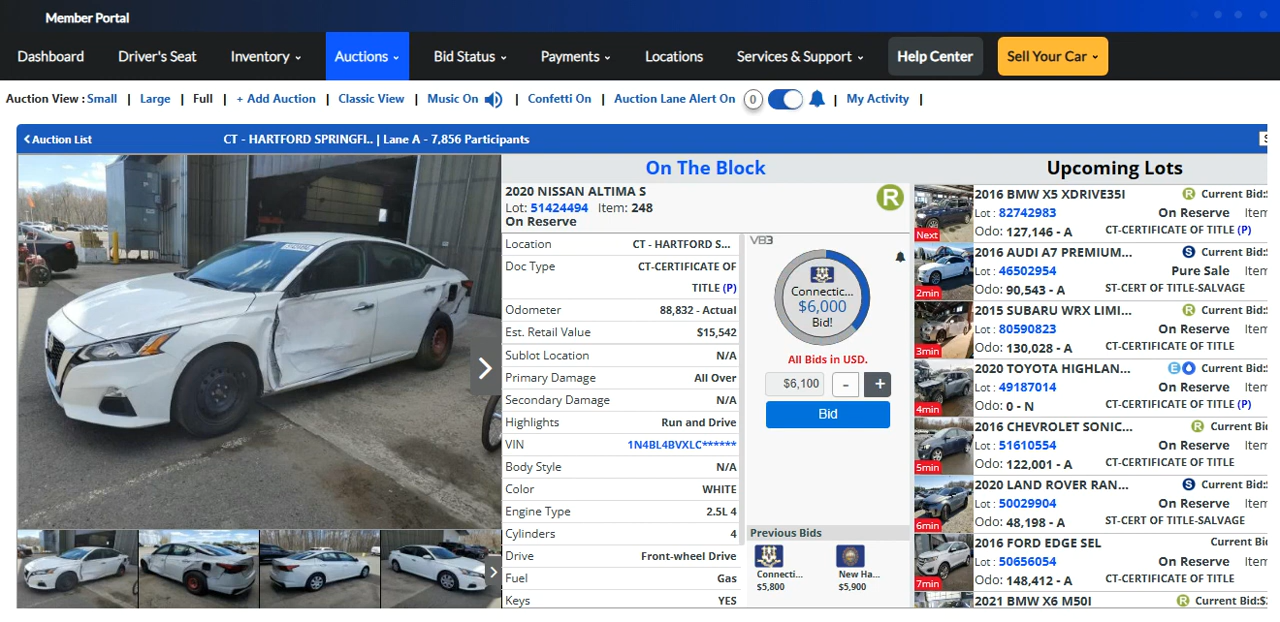 Member Portal
Dashboard Driver's Seat Inventory Auctions Bid Status Payments Locations Services & Support Help Center Sell Your Car
Auction View : Small | Large | Full | + Add Auction | Classic View | Music On | Confetti On | Auction Lane Alert On 0 | My Activity |
Auction List CT - HARTFORD SPRINGFI.. | Lane A - 7,856 Participants
On The Block
2020 NISSAN ALTIMA S
Lot: 51424494 Item: 248
On Reserve
R
Location CT - HARTFORD S...
Doc Type CT-CERTIFICATE OF
TITLE (P)
Odometer 88,832 - Actual
Est. Retail Value $15,542
Sublot Location N/A
Primary Damage All Over
Secondary Damage N/A
Highlights Run and Drive
VIN 1N4BL4BVXLC******
Body Style N/A
Color WHITE
Engine Type 2.5L 4
Cylinders 4
Drive Front-wheel Drive
Fuel Gas
Keys YES
VB3
Connectic...
$6,000
Bid!
All Bids in USD.
$6,100 - +
Bid
Previous Bids
Connecti... New Ha...
$5,800 $5,900
Upcoming Lots
2016 BMW X5 XDRIVE35I R Current Bid:
Lot : 82742983 On Reserve Item
Next
Odo: 127,146 - A CT-CERTIFICATE OF TITLE (P)
2016 AUDI A7 PREMIUM... S Current Bid:
Lot : 46502954 Pure Sale Item
2min
Odo: 90,543 - A ST-CERT OF TITLE-SALVAGE
2015 SUBARU WRX LIMI... R Current Bid:
Lot : 80590823 On Reserve Item
3min
Odo: 130,028 - A CT-CERTIFICATE OF TITLE
2020 TOYOTA HIGHLAN... E Current Bid:
Lot : 49187014 On Reserve Item
4min
Odo: 0 - N CT-CERTIFICATE OF TITLE (P)
2016 CHEVROLET SONIC... R Current Bi
Lot : 51610554 On Reserve Item
5min
Odo: 122,001 - A CT-CERTIFICATE OF TITLE
2020 LAND ROVER RAN... S Current Bid:
Lot : 50029904 On Reserve Item
6min
Odo: 48,198 - A ST-CERT OF TITLE-SALVAGE
2016 FORD EDGE SEL Current Bid
Lot : 50656054 On Reserve Item
7min
Odo: 148,412 - A CT-CERTIFICATE OF TITLE
2021 BMW X6 M50I R Current Bid:$